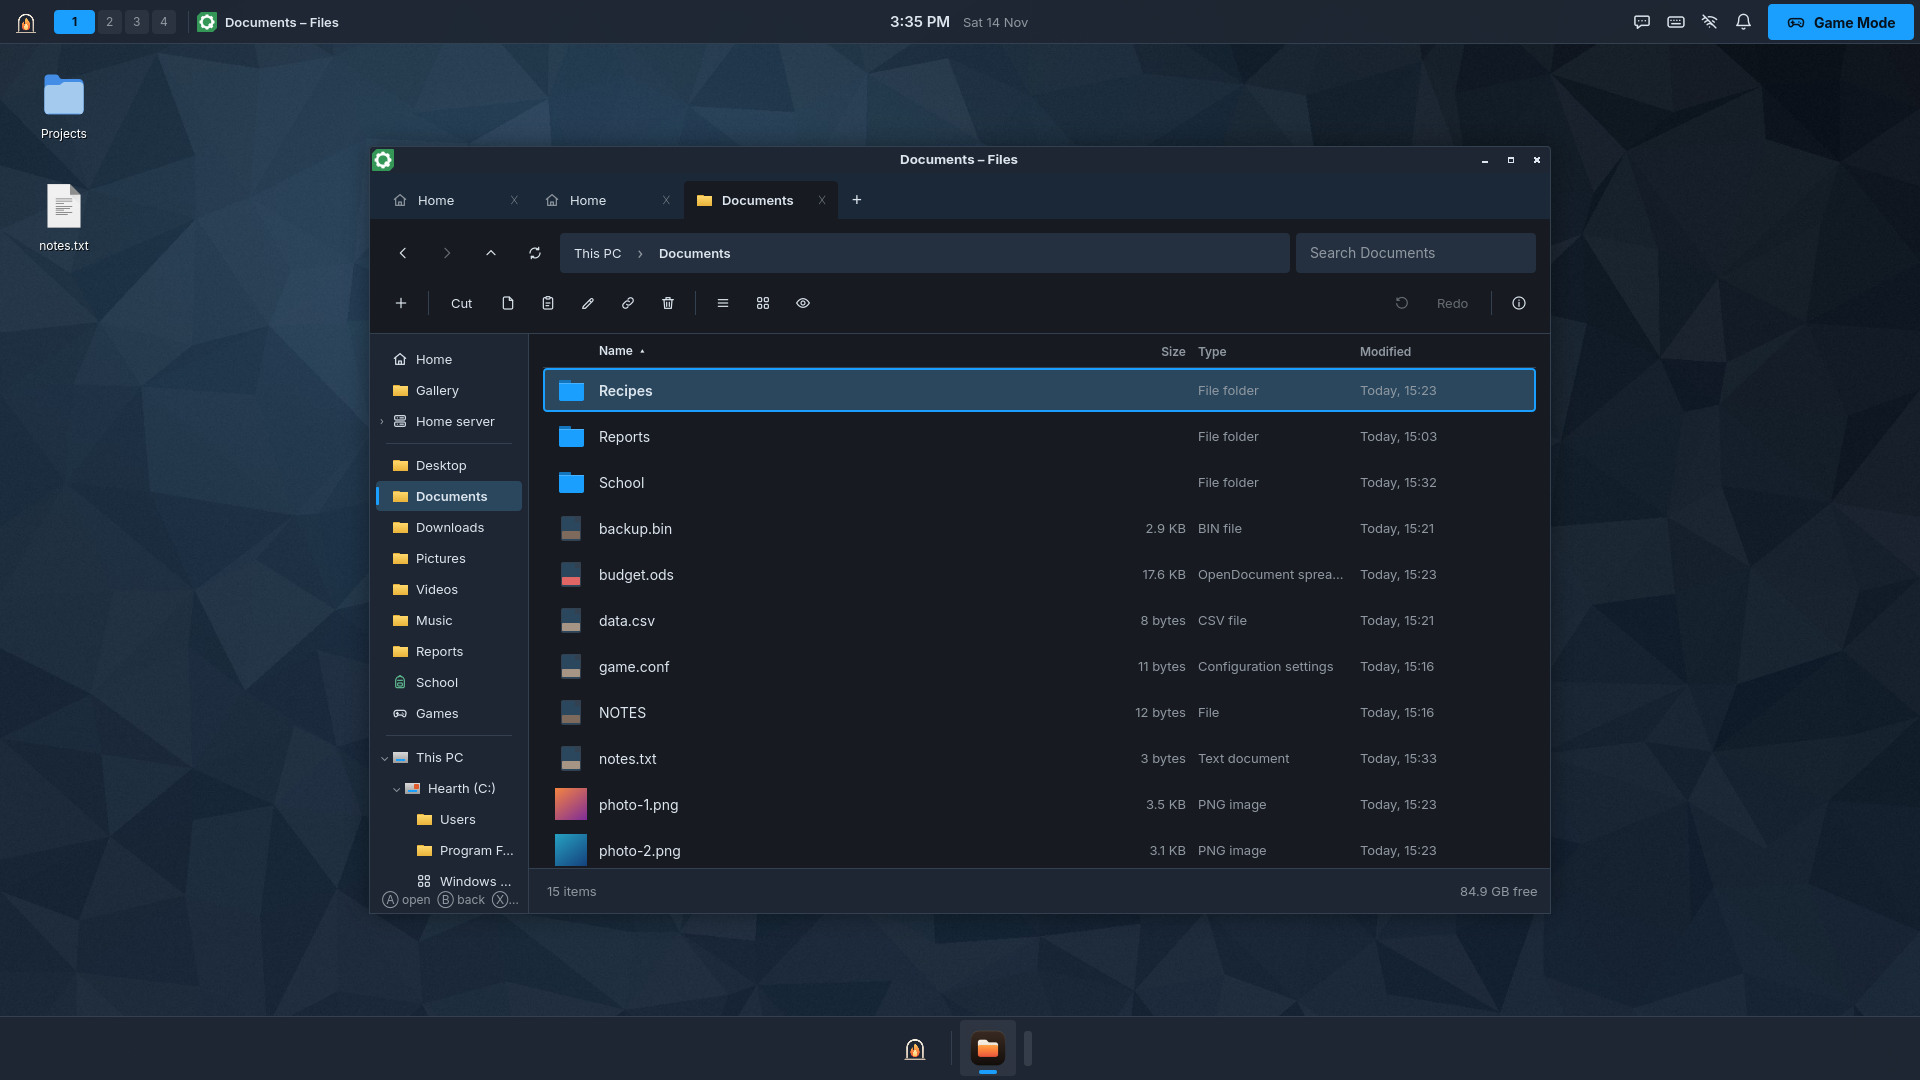 1 2 3 4 Documents – Files 3:35 PM Sat 14 Nov Game Mode
Projects
notes.txt
Documents – Files
Home X Home X Documents X +
This PC › Documents Search Documents
Cut Redo
Home
Gallery
Home server
Desktop
Documents
Downloads
Pictures
Videos
Music
Reports
School
Games
This PC
Hearth (C:)
Users
Program F...
Windows ...
A open B back X...
Name Size Type Modified
Recipes File folder Today, 15:23
Reports File folder Today, 15:03
School File folder Today, 15:32
backup.bin 2.9 KB BIN file Today, 15:21
budget.ods 17.6 KB OpenDocument sprea... Today, 15:23
data.csv 8 bytes CSV file Today, 15:21
game.conf 11 bytes Configuration settings Today, 15:16
NOTES 12 bytes File Today, 15:16
notes.txt 3 bytes Text document Today, 15:33
photo-1.png 3.5 KB PNG image Today, 15:23
photo-2.png 3.1 KB PNG image Today, 15:23
15 items 84.9 GB free